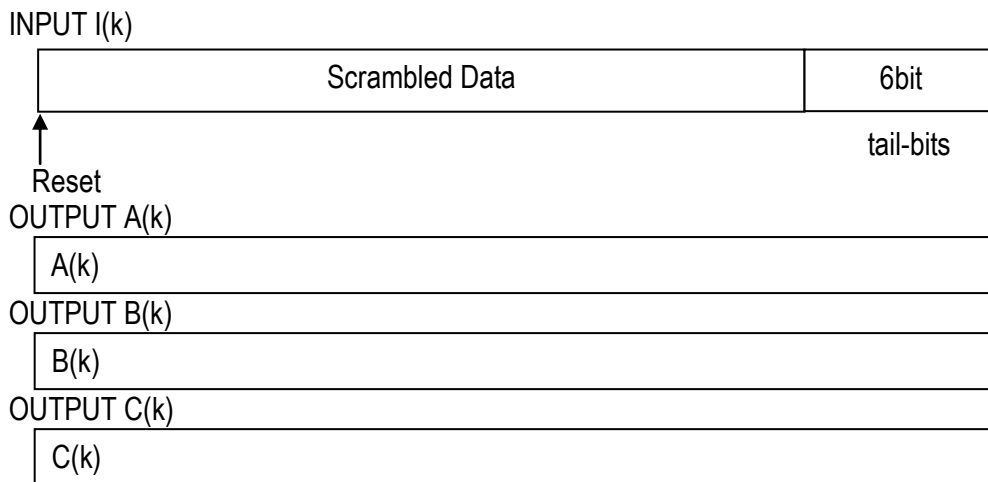 INPUT I(k)
Scrambled Data
6bit
tail-bits
Reset
OUTPUT A(k)
A(k)
OUTPUT B(k)
B(k)
OUTPUT C(k)
C(k)